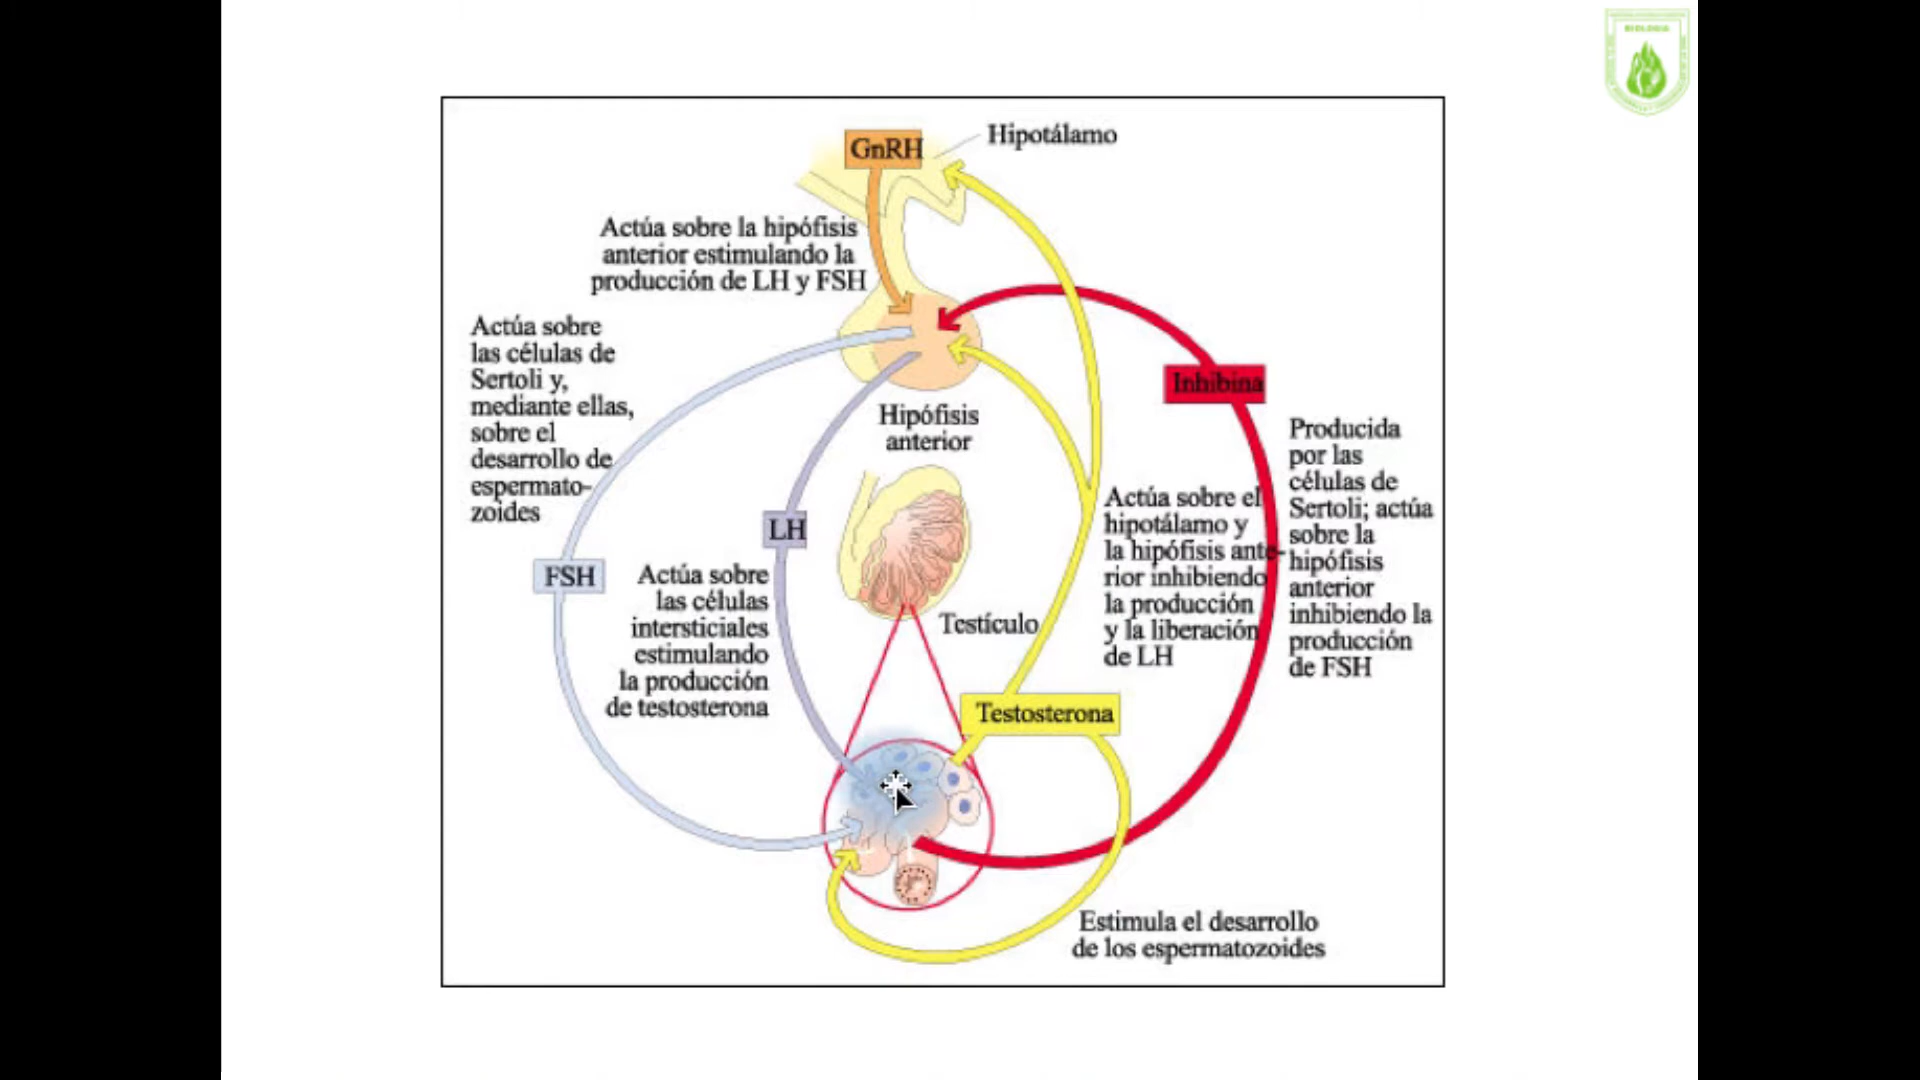 BIOLOGIA
GnRH
Hipotálamo
Actúa sobre la hipófisis
anterior estimulando la
producción de LH y FSH
Actúa sobre
las células de
Sertoli y,
mediante ellas,
sobre el
desarrollo de
espermato-
zoides
Inhibina
Hipófisis
anterior
Producida
por las
células de
Sertoli; actúa
sobre la
hipófisis
anterior
inhibiendo la
producción
de FSH
LH
Actúa sobre el
hipotálamo y
la hipófisis ante-
rior inhibiendo
la producción
y la liberación
de LH
FSH
Actúa sobre
las células
intersticiales
estimulando
la producción
de testosterona
Testículo
Testosterona
Estimula el desarrollo
de los espermatozoides